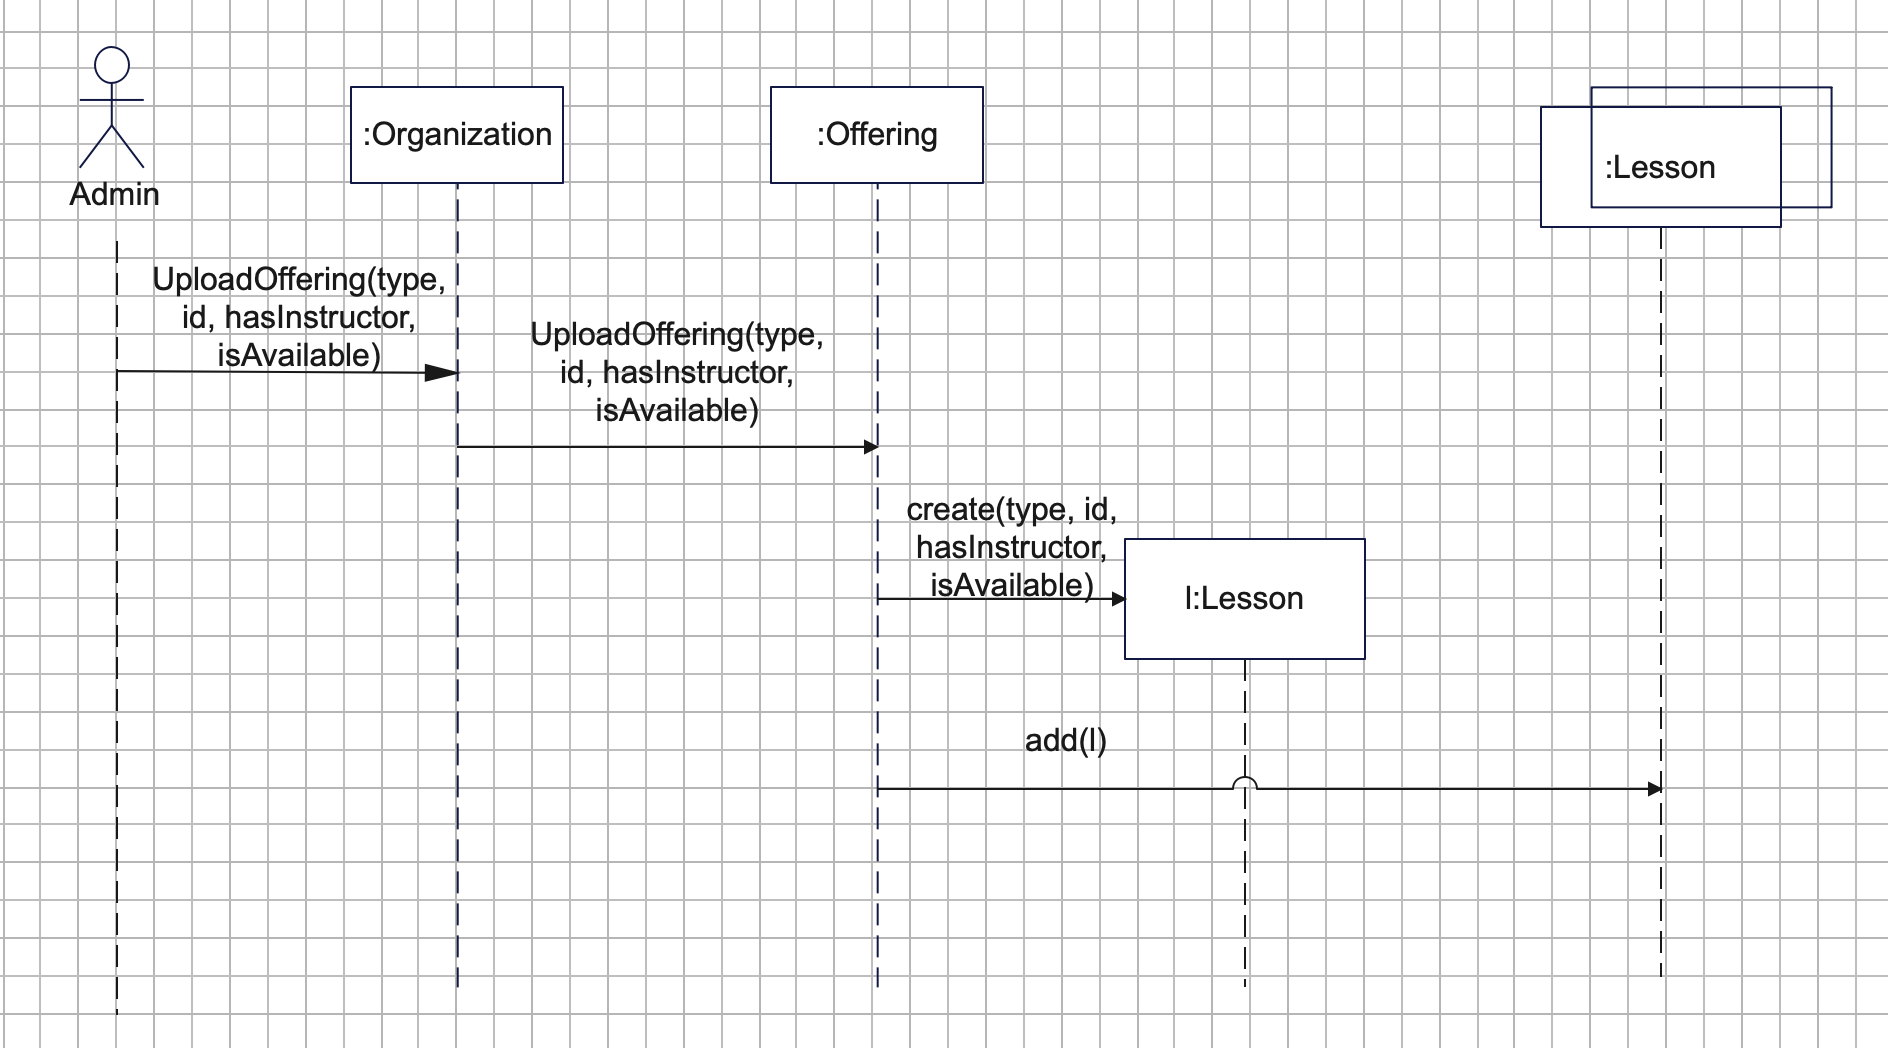 Admin
:Organization
:Offering
:Lesson
UploadOffering(type,
id, hasInstructor,
isAvailable)
UploadOffering(type,
id, hasInstructor,
isAvailable)
create(type, id,
hasInstructor,
isAvailable)
l:Lesson
add(l)